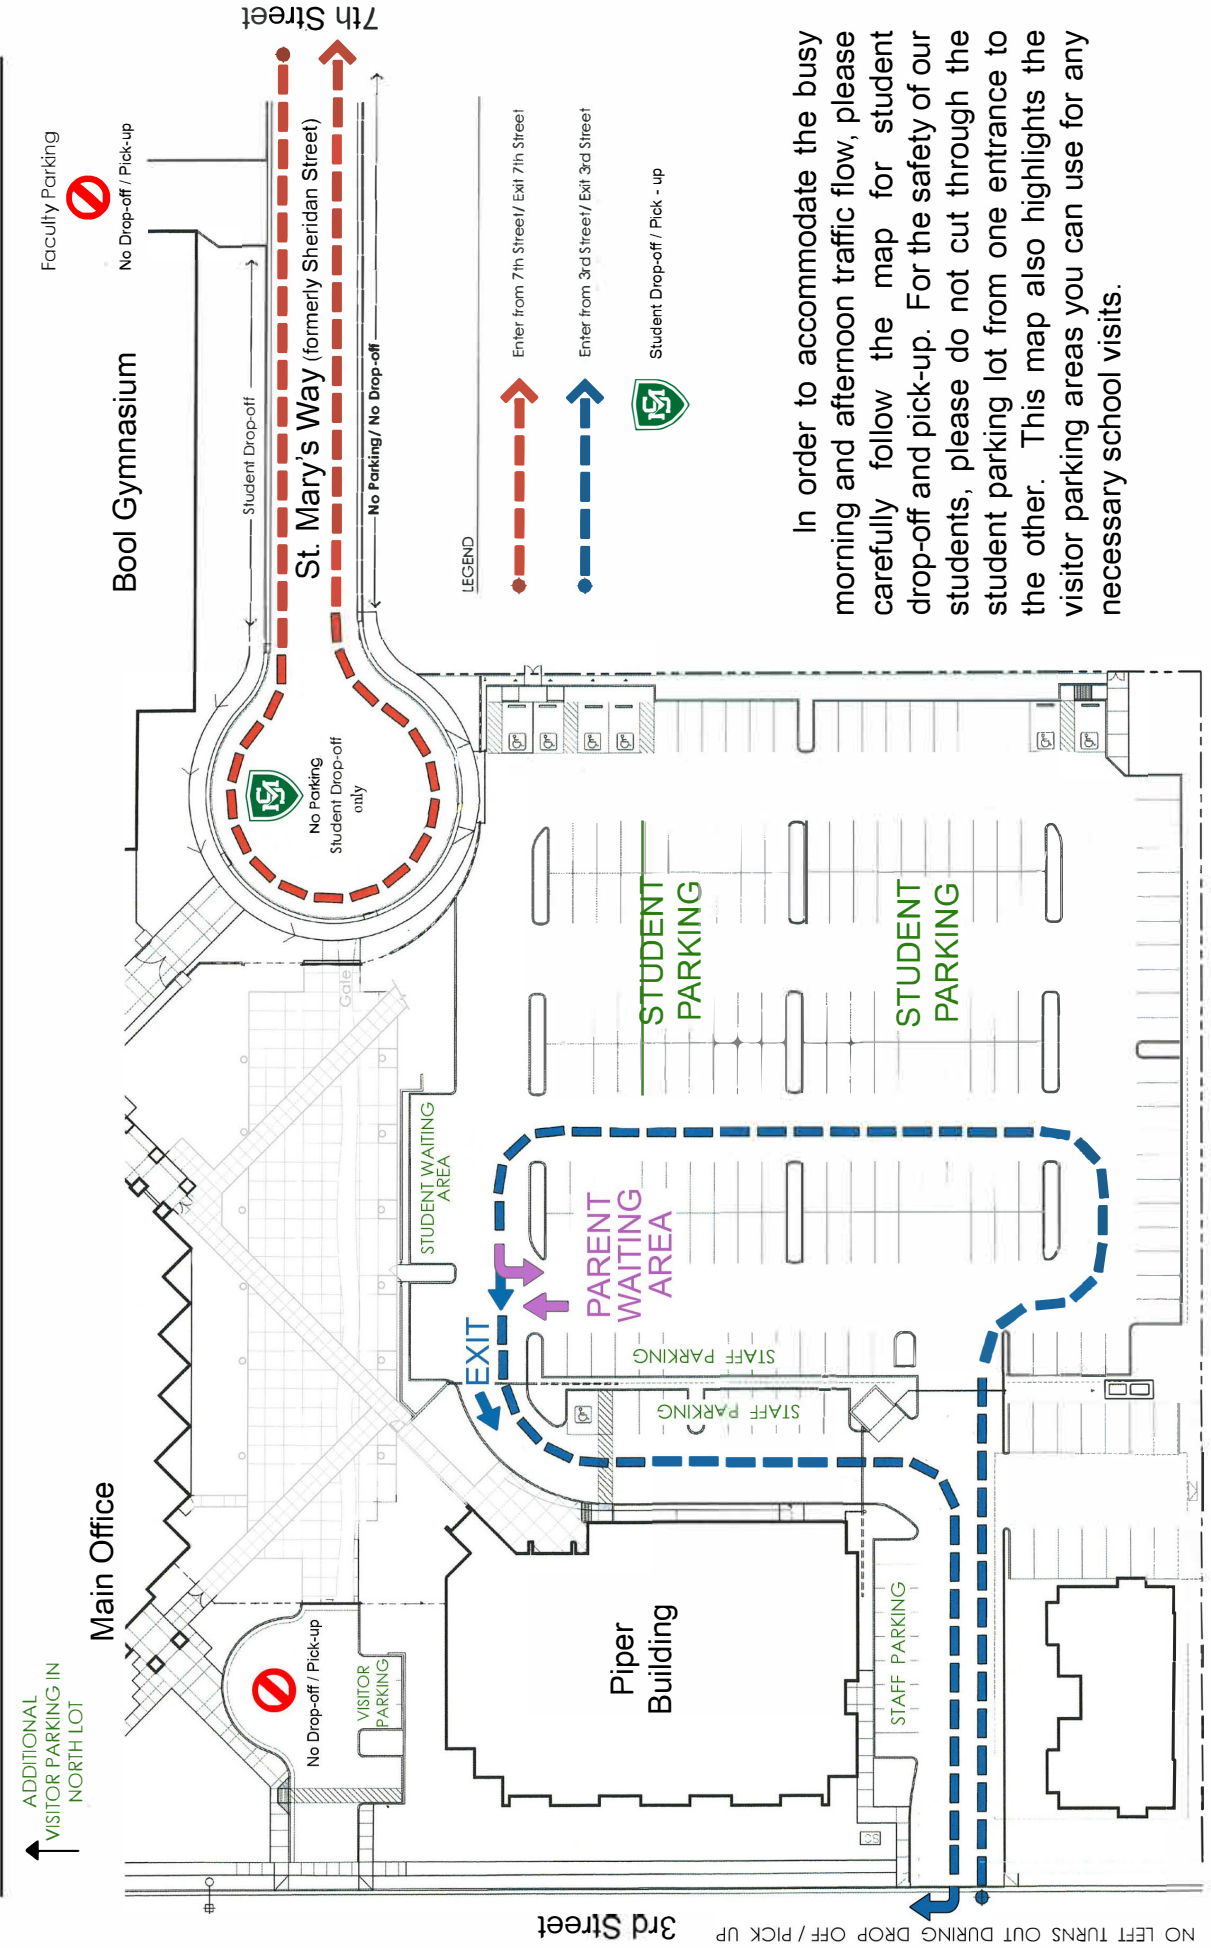 ADDITIONAL
VISITOR PARKING IN
NORTH LOT
Main Office
Bool Gymnasium
Faculty Parking
No Drop-off / Pick-up
Student Drop-off
St. Mary's Way (formerly Sheridan Street)
No Parking/ No Drop-off
7th Street
SM
No Parking
Student Drop-off
only
Gate
LEGEND
Enter from 7th Street/ Exit 7th Street
Enter from 3rd Street/ Exit 3rd Street
SM
Student Drop-off / Pick - up
In order to accommodate the busy
morning and afternoon traffic flow, please
carefully follow the map for student
drop-off and pick-up. For the safety of our
students, please do not cut through the
student parking lot from one entrance to
the other. This map also highlights the
visitor parking areas you can use for any
necessary school visits.
No Drop-off / Pick-up
VISITOR
PARKING
STUDENT WAITING
AREA
EXIT
PARENT
WAITING
AREA
STUDENT
PARKING
STUDENT
PARKING
STAFF PARKING
STAFF PARKING
Piper
Building
STAFF PARKING
3rd Street
NO LEFT TURNS OUT DURING DROP OFF / PICK UP